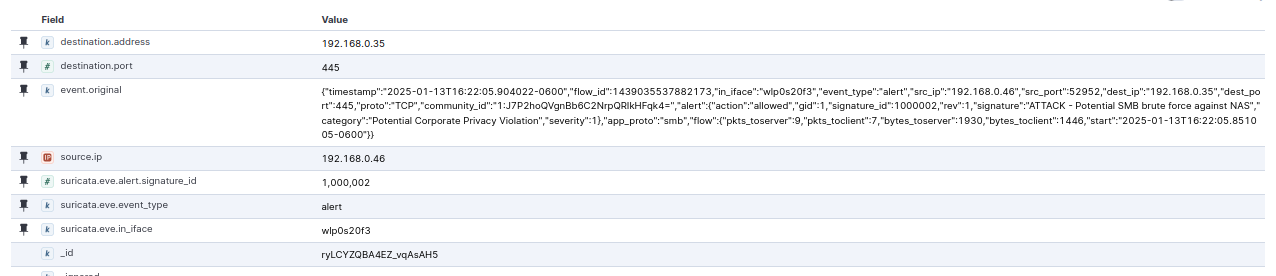 Field Value
destination.address 192.168.0.35
destination.port 445
event.original {"timestamp":"2025-01-13T16:22:05.904022-0600","flow_id":1439035537882173,"in_iface":"wlp0s20f3","event_type":"alert","src_ip":"192.168.0.46","src_port":52952,"dest_ip":"192.168.0.35","dest_po
rt":445,"proto":"TCP","community_id":"1:J7P2hoQVgnBb6C2NrpQRIkHFqk4=","alert":{"action":"allowed","gid":1,"signature_id":1000002,"rev":1,"signature":"ATTACK - Potential SMB brute force against NAS","
category":"Potential Corporate Privacy Violation","severity":1},"app_proto":"smb","flow":{"pkts_toserver":9,"pkts_toclient":7,"bytes_toserver":1930,"bytes_toclient":1446,"start":"2025-01-13T16:22:05.8510
05-0600"}}
source.ip 192.168.0.46
suricata.eve.alert.signature_id 1,000,002
suricata.eve.event_type alert
suricata.eve.in_iface wlp0s20f3
_id ryLCYZQBA4EZ_vqAsAH5